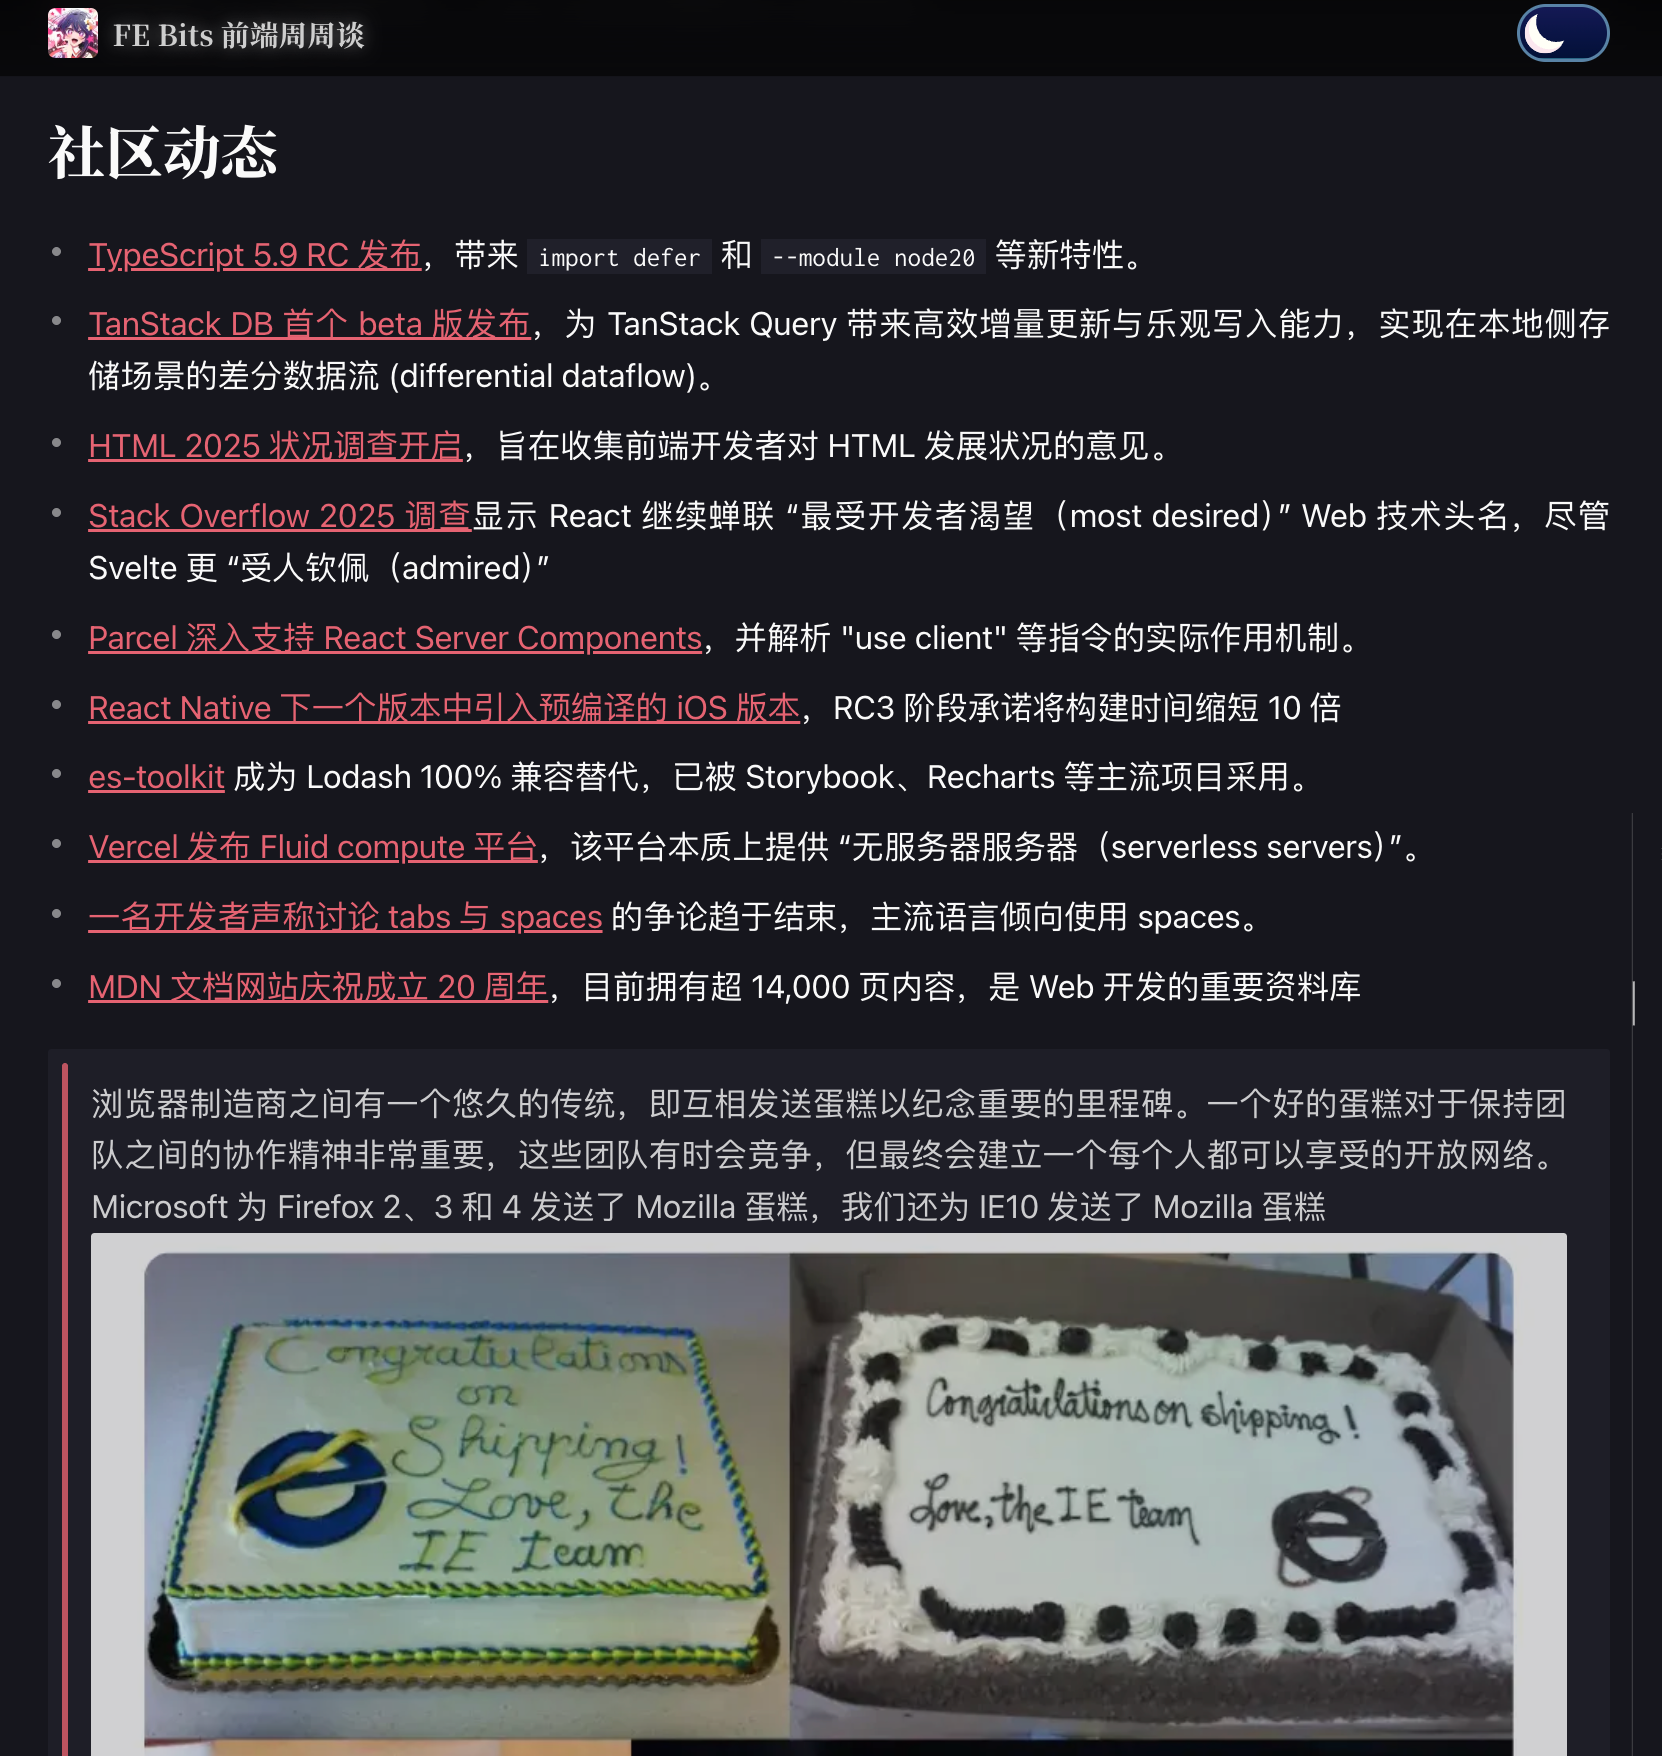 FE Bits 前端周周谈
社区动态
TypeScript 5.9 RC 发布，带来 import defer 和 --module node20 等新特性。
TanStack DB 首个 beta 版发布，为 TanStack Query 带来高效增量更新与乐观写入能力，实现在本地侧存
储场景的差分数据流 (differential dataflow)。
HTML 2025 状况调查开启，旨在收集前端开发者对 HTML 发展状况的意见。
Stack Overflow 2025 调查显示 React 继续蝉联 “最受开发者渴望（most desired）” Web 技术头名，尽管
Svelte 更 “受人钦佩（admired）”
Parcel 深入支持 React Server Components，并解析 "use client" 等指令的实际作用机制。
React Native 下一个版本中引入预编译的 iOS 版本，RC3 阶段承诺将构建时间缩短 10 倍
es-toolkit 成为 Lodash 100% 兼容替代，已被 Storybook、Recharts 等主流项目采用。
Vercel 发布 Fluid compute 平台，该平台本质上提供 “无服务器服务器（serverless servers）”。
一名开发者声称讨论 tabs 与 spaces 的争论趋于结束，主流语言倾向使用 spaces。
MDN 文档网站庆祝成立 20 周年，目前拥有超 14,000 页内容，是 Web 开发的重要资料库
浏览器制造商之间有一个悠久的传统，即互相发送蛋糕以纪念重要的里程碑。一个好的蛋糕对于保持团
队之间的协作精神非常重要，这些团队有时会竞争，但最终会建立一个每个人都可以享受的开放网络。
Microsoft 为 Firefox 2、3 和 4 发送了 Mozilla 蛋糕，我们还为 IE10 发送了 Mozilla 蛋糕
Congratulations
on
Shipping!
Love, the
IE team
Congratulations on shipping!
Love, the IE team